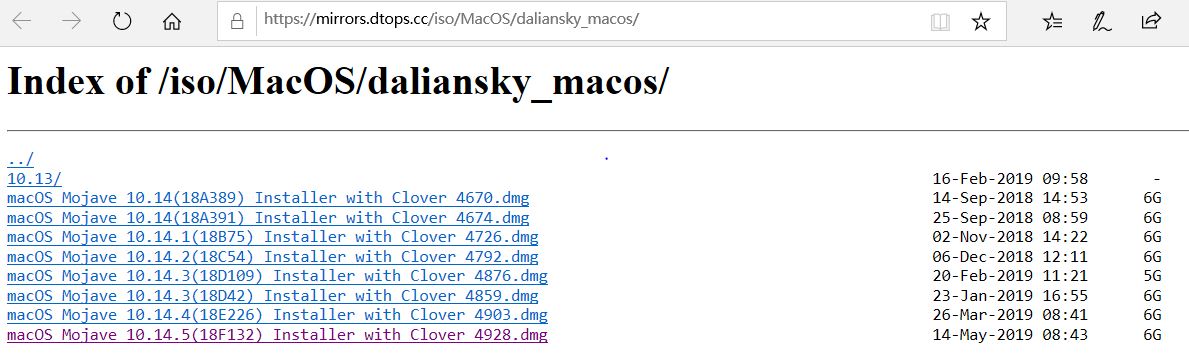 https://mirrors.dtops.cc/iso/MacOS/daliansky_macos/
Index of /iso/MacOS/daliansky_macos/
../
10.13/ 16-Feb-2019 09:58 -
macOS Mojave 10.14(18A389) Installer with Clover 4670.dmg 14-Sep-2018 14:53 6G
macOS Mojave 10.14(18A391) Installer with Clover 4674.dmg 25-Sep-2018 08:59 6G
macOS Mojave 10.14.1(18B75) Installer with Clover 4726.dmg 02-Nov-2018 14:22 6G
macOS Mojave 10.14.2(18C54) Installer with Clover 4792.dmg 06-Dec-2018 12:11 6G
macOS Mojave 10.14.3(18D109) Installer with Clover 4876.dmg 20-Feb-2019 11:21 5G
macOS Mojave 10.14.3(18D42) Installer with Clover 4859.dmg 23-Jan-2019 16:55 6G
macOS Mojave 10.14.4(18E226) Installer with Clover 4903.dmg 26-Mar-2019 08:41 6G
macOS Mojave 10.14.5(18F132) Installer with Clover 4928.dmg 14-May-2019 08:43 6G